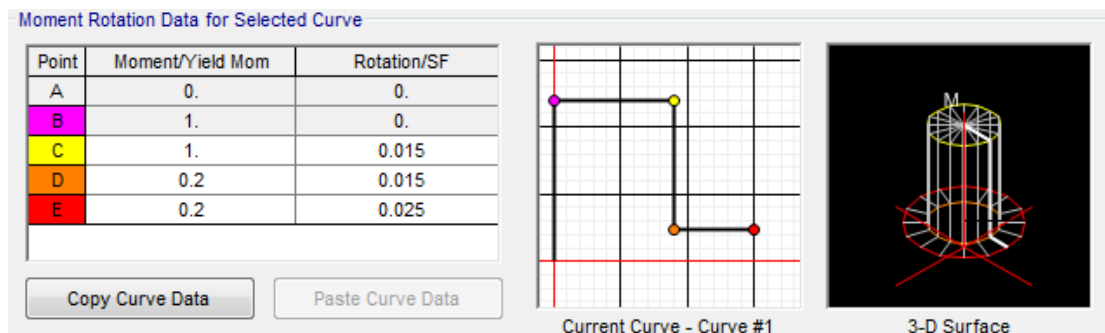 Moment Rotation Data for Selected Curve
Point Moment/Yield Mom Rotation/SF
A 0. 0.
B 1. 0.
C 1. 0.015
D 0.2 0.015
E 0.2 0.025
M
Copy Curve Data Paste Curve Data
Current Curve - Curve #1 3-D Surface